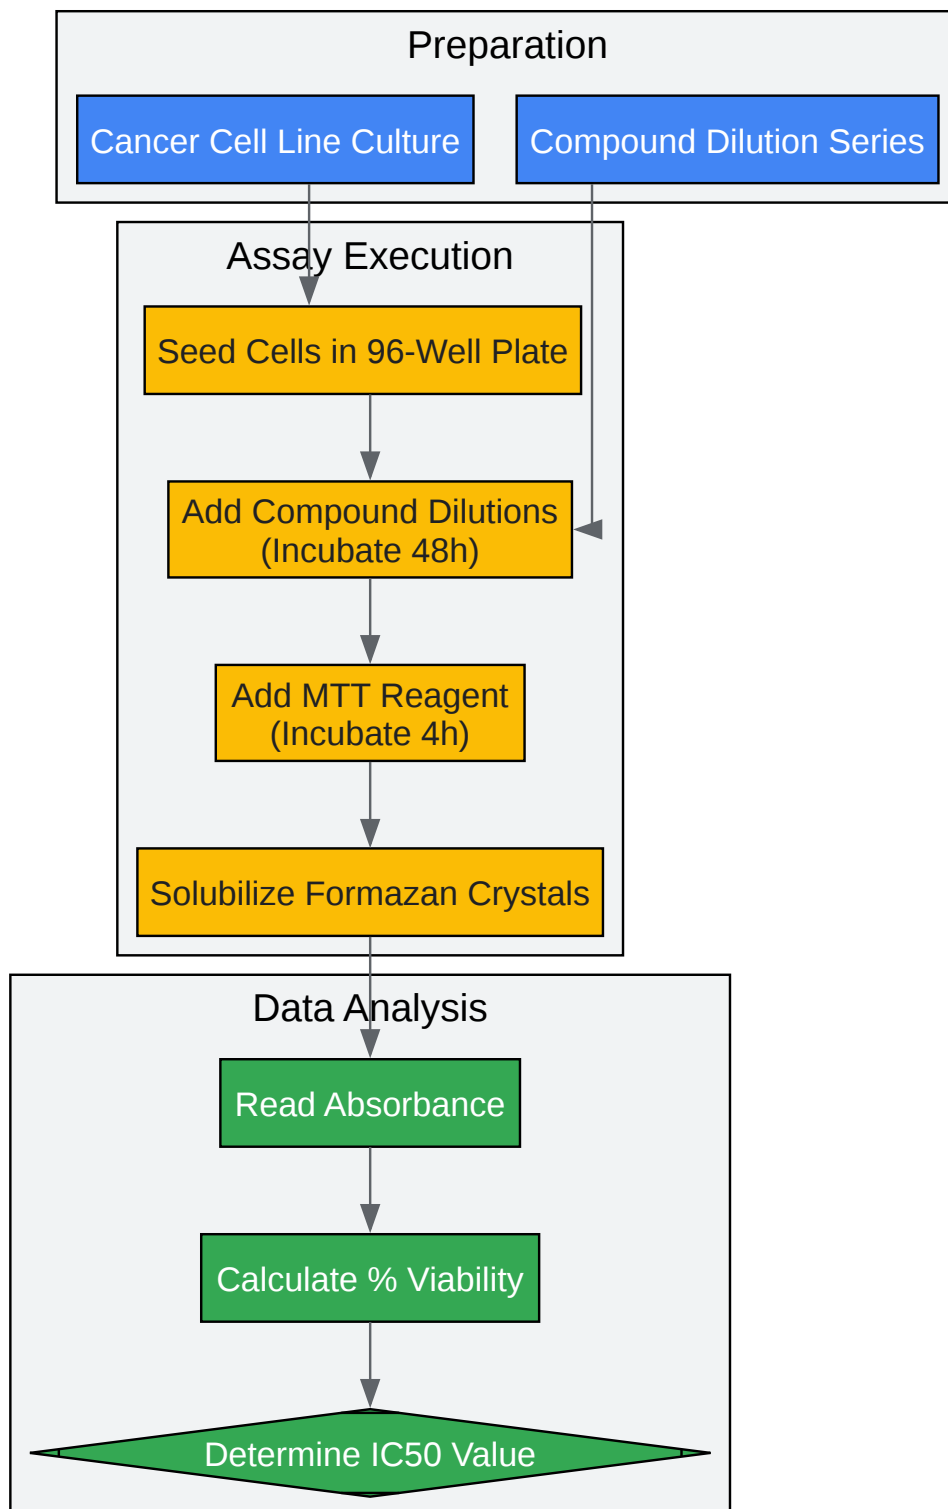 Preparation
Cancer Cell Line Culture
Compound Dilution Series
Assay Execution
Seed Cells in 96-Well Plate
Add Compound Dilutions
(Incubate 48h)
Add MTT Reagent
(Incubate 4h)
Solubilize Formazan Crystals
Data Analysis
Read Absorbance
Calculate % Viability
Determine IC50 Value